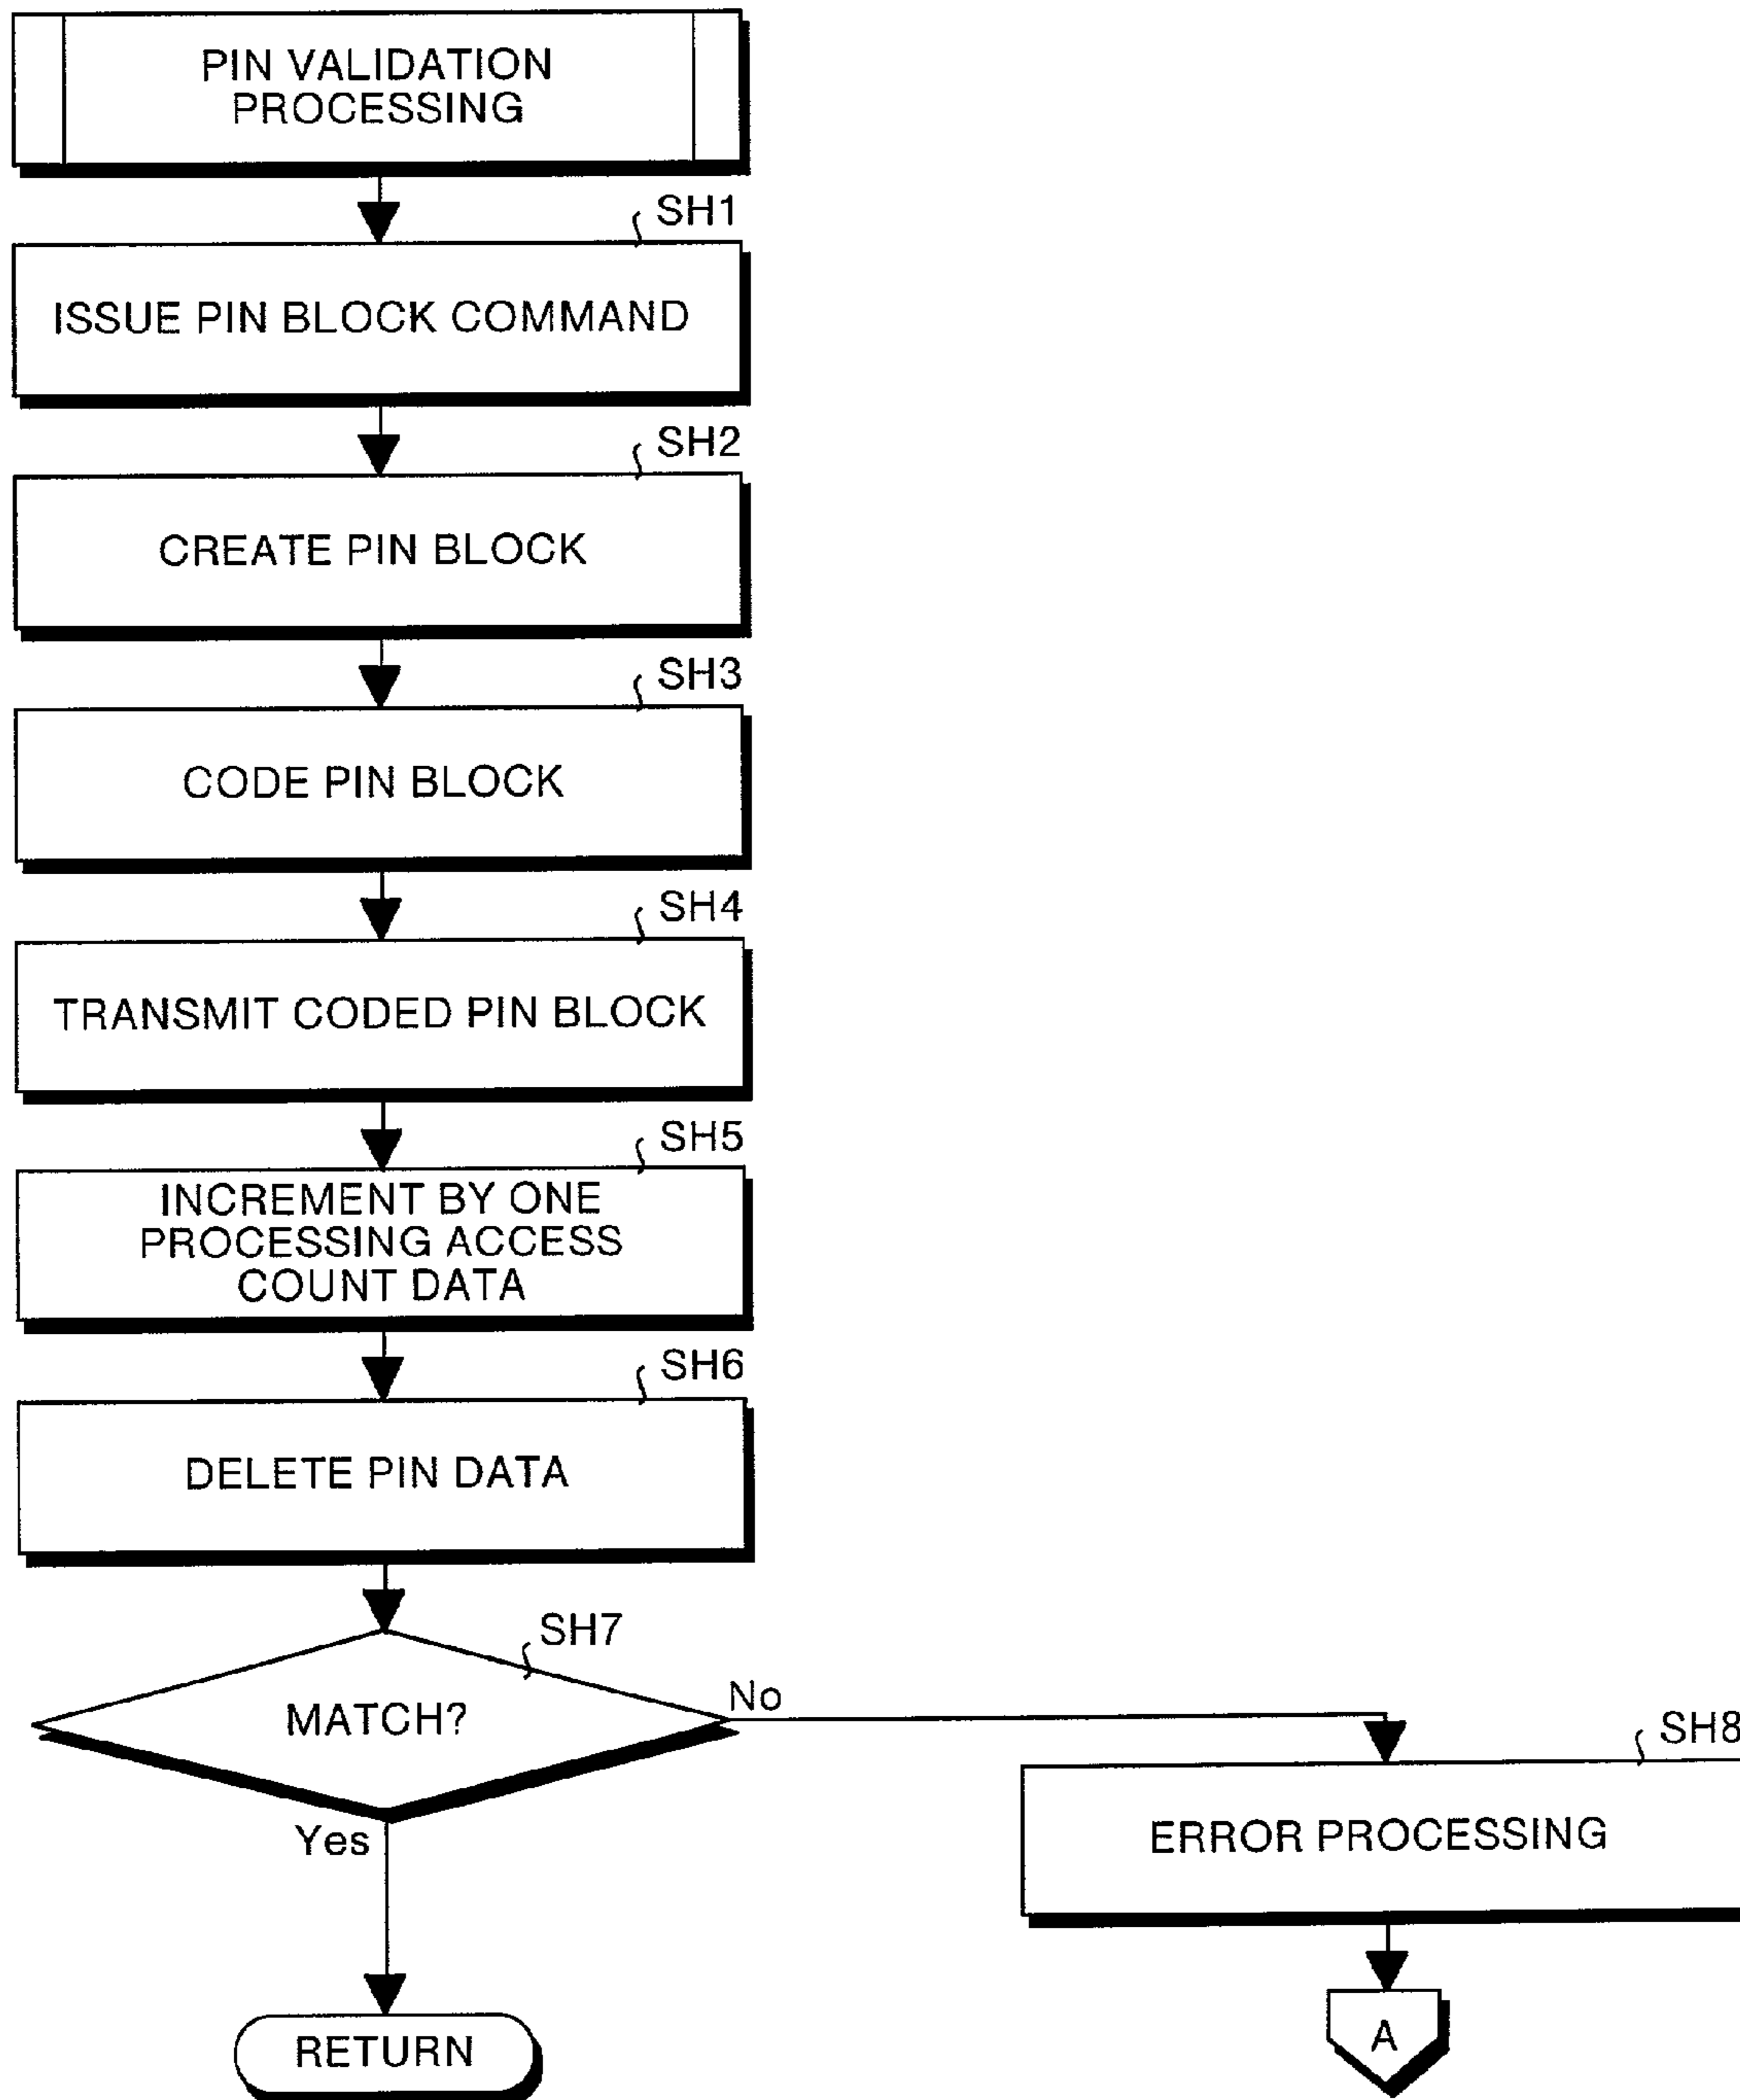 PIN VALIDATION
PROCESSING
SH1
ISSUE PIN BLOCK COMMAND
SH2
CREATE PIN BLOCK
SH3
CODE PIN BLOCK
SH4
TRANSMIT CODED PIN BLOCK
SH5
INCREMENT BY ONE
PROCESSING ACCESS
COUNT DATA
SH6
DELETE PIN DATA
SH7
MATCH?
No
Yes
SH8
ERROR PROCESSING
RETURN
A